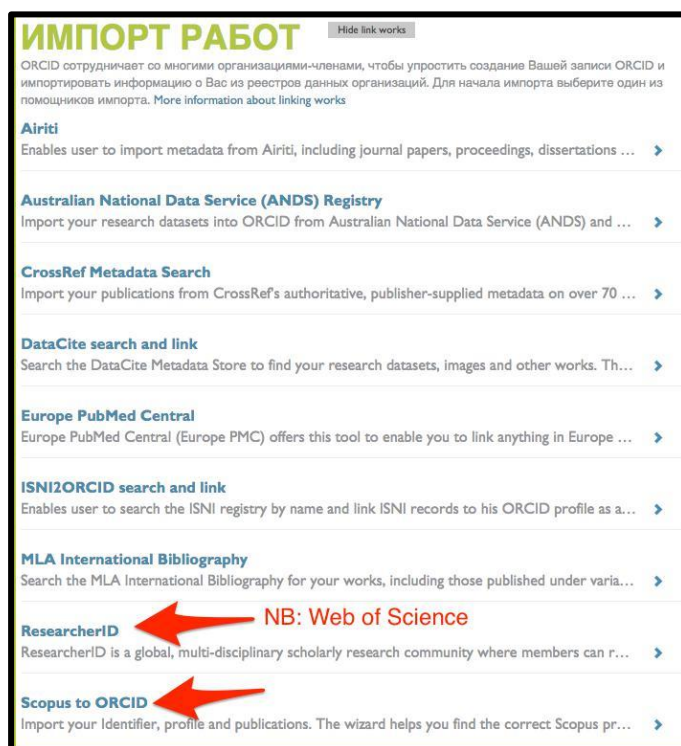 ИМПОРТ РАБОТ
Hide link works
ORCID сотрудничает со многими организациями-членами, чтобы упростить создание Вашей записи ORCID и
импортировать информацию о Вас из реестров данных организаций. Для начала импорта выберите один из
помощников импорта. More information about linking works
Airiti
Enables user to import metadata from Airiti, including journal papers, proceedings, dissertations ...
Australian National Data Service (ANDS) Registry
Import your research datasets into ORCID from Australian National Data Service (ANDS) and ...
CrossRef Metadata Search
Import your publications from CrossRef's authoritative, publisher-supplied metadata on over 70 ...
DataCite search and link
Search the DataCite Metadata Store to find your research datasets, images and other works. Th...
Europe PubMed Central
Europe PubMed Central (Europe PMC) offers this tool to enable you to link anything in Europe ...
ISNI2ORCID search and link
Enables user to search the ISNI registry by name and link ISNI records to his ORCID profile as a...
MLA International Bibliography
Search the MLA International Bibliography for your works, including those published under varia...
NB: Web of Science
ResearcherID
ResearcherID is a global, multi-disciplinary scholarly research community where members can r...
Scopus to ORCID
Import your Identifier, profile and publications. The wizard helps you find the correct Scopus pr...